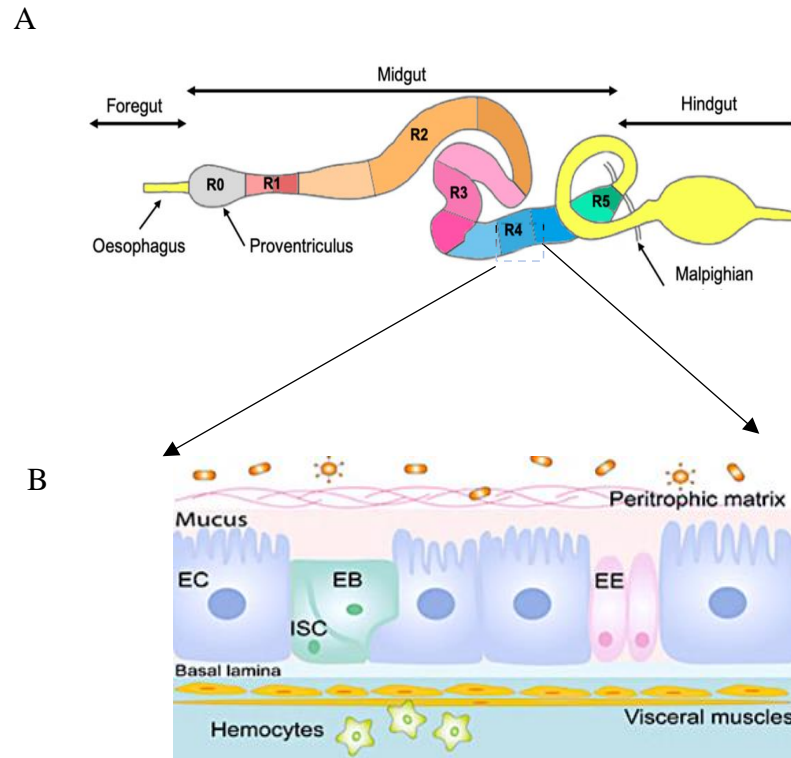 A
Midgut
Foregut
Hindgut
R2
R0
R1
R3
R5
R4
Oesophagus
Proventriculus
Malpighian
B
Peritrophic matrix
Mucus
EC
EB
EE
ISC
Basal lamina
Hemocytes
Visceral muscles